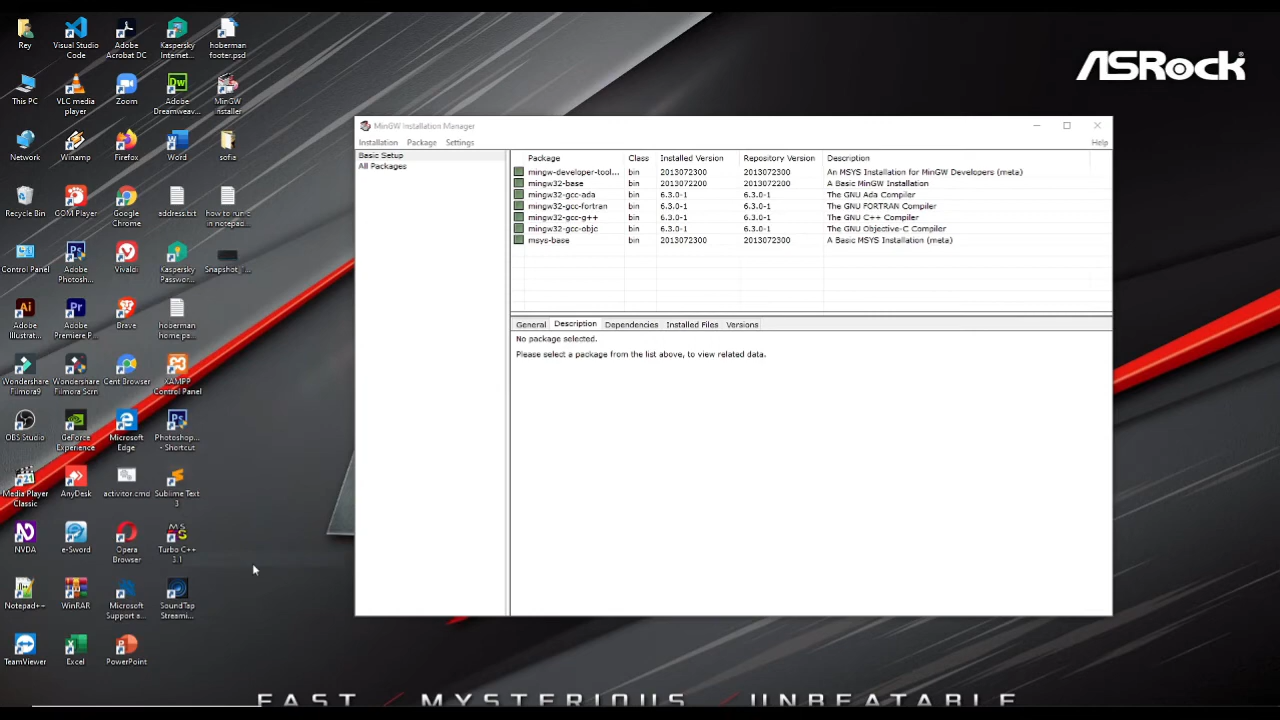 Rey
Visual Studio
Code
Adobe
Acrobat DC
Kaspersky
Internet...
hoberman
footer.psd
This PC
VLC media
player
Zoom
Adobe
Dreamweav...
MinGW
Installer
Network
Winamp
Firefox
Word
sofia
Recycle Bin
GOM Player
Google
Chrome
address.txt
how to run c
in notepad...
Control Panel
Adobe
Photosh...
Vivaldi
Kaspersky
Passwor...
Snapshot_...
Adobe
Illustrat...
Adobe
Premiere P...
Brave
hoberman
home.pa...
Wondershare
Filmora9
Wondershare
Filmora Scrn
Cent Browser
XAMPP
Control Panel
OBS Studio
GeForce
Experience
Microsoft
Edge
Photoshop...
- Shortcut
Media Player
Classic
AnyDesk
activitor.cmd
Sublime Text
3
NVDA
e-Sword
Opera
Browser
Turbo C++
3.1
Notepad++
WinRAR
Microsoft
Support a...
SoundTap
Streami...
TeamViewer
Excel
PowerPoint
ASRock
MinGW Installation Manager
Installation Package Settings Help
Basic Setup
All Packages
Package Class Installed Version Repository Version Description
mingw-developer-tool... bin 2013072300 2013072300 An MSYS Installation for MinGW Developers (meta)
mingw32-base bin 2013072200 2013072200 A Basic MinGW Installation
mingw32-gcc-ada bin 6.3.0-1 6.3.0-1 The GNU Ada Compiler
mingw32-gcc-fortran bin 6.3.0-1 6.3.0-1 The GNU FORTRAN Compiler
mingw32-gcc-g++ bin 6.3.0-1 6.3.0-1 The GNU C++ Compiler
mingw32-gcc-objc bin 6.3.0-1 6.3.0-1 The GNU Objective-C Compiler
msys-base bin 2013072300 2013072300 A Basic MSYS Installation (meta)
General Description Dependencies Installed Files Versions
No package selected.
Please select a package from the list above, to view related data.
FAST / MYSTERIOUS / UNBEATABLE